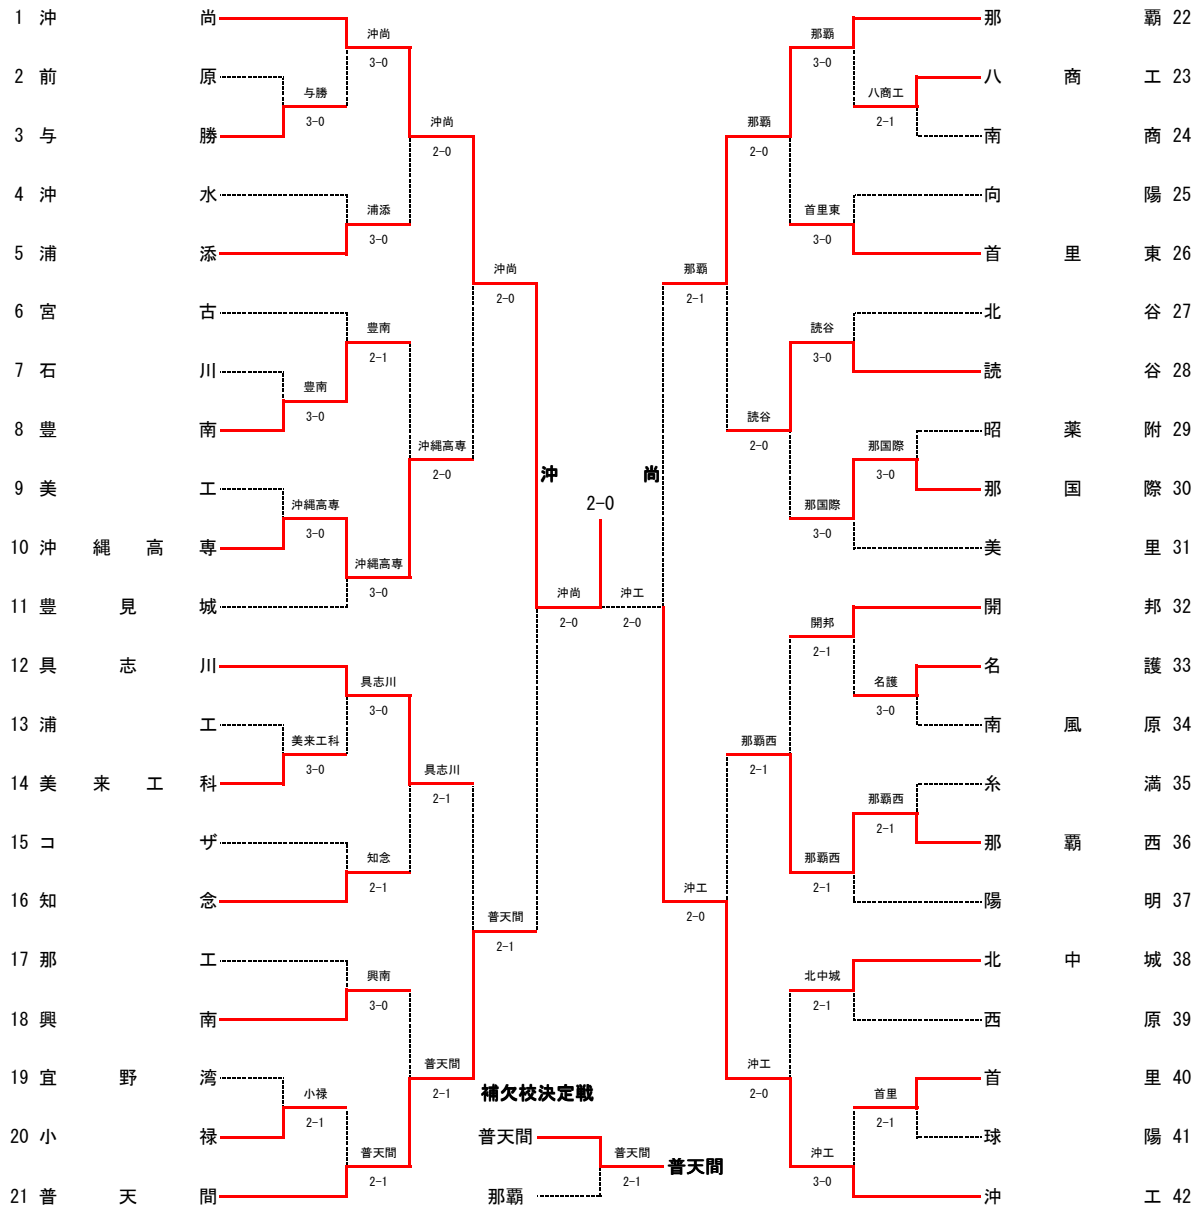 1 沖尚
沖尚
3-0
2 前原
与勝
3-0
3 与勝
沖尚
2-0
4 沖水
浦添
3-0
5 浦添
沖尚
2-0
6 宮古
豊南
2-1
7 石川
豊南
3-0
8 豊南
沖縄高専
2-0
9 美工
沖縄高専
3-0
10 沖縄高専
沖縄高専
3-0
11 豊見城
沖尚
2-0
12 具志川
具志川
3-0
13 浦工
美来工科
3-0
14 美来工科
具志川
2-1
15 コザ
知念
2-1
16 知念
普天間
2-1
17 那工
興南
3-0
18 興南
普天間
2-1
19 宜野湾
小禄
2-1
20 小禄
普天間
2-1
21 普天間
沖尚
2-0
那覇 22
那覇
3-0
八商工 23
八商工
2-1
南商 24
那覇
2-0
向陽 25
首里東
3-0
首里東 26
那覇
2-1
北谷 27
読谷
3-0
読谷 28
読谷
2-0
昭薬附 29
那国際
3-0
那国際 30
那国際
3-0
美里 31
沖工
2-0
開邦 32
開邦
2-1
名護 33
名護
3-0
南風原 34
那覇西
2-1
糸満 35
那覇西
2-1
那覇西 36
那覇西
2-1
陽明 37
沖工
2-0
北中城 38
北中城
2-1
西原 39
沖工
2-0
首里 40
首里
2-1
球陽 41
沖工
3-0
沖工 42
補欠校決定戦
普天間
普天間
2-1
普天間
那覇